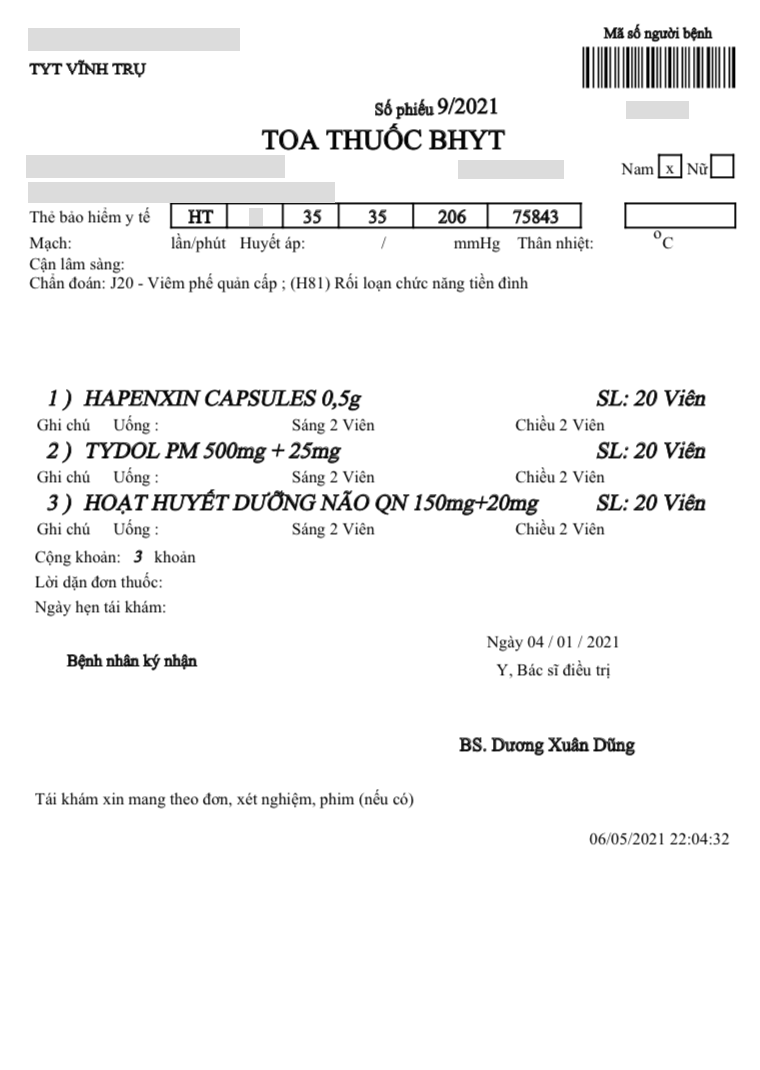 Mã số người bệnh
TYT VĨNH TRỤ
Số phiếu 9/2021
TOA THUỐC BHYT
Nam x Nữ
Thẻ bảo hiểm y tế HT 35 35 206 75843
Mạch: lần/phút Huyết áp: / mmHg Thân nhiệt: °C
Cận lâm sàng:
Chẩn đoán: J20 - Viêm phế quản cấp ; (H81) Rối loạn chức năng tiền đình
1 ) HAPENXIN CAPSULES 0,5g SL: 20 Viên
Ghi chú Uống : Sáng 2 Viên Chiều 2 Viên
2 ) TYDOL PM 500mg + 25mg SL: 20 Viên
Ghi chú Uống : Sáng 2 Viên Chiều 2 Viên
3 ) HOẠT HUYẾT DƯỠNG NÃO QN 150mg+20mg SL: 20 Viên
Ghi chú Uống : Sáng 2 Viên Chiều 2 Viên
Cộng khoản: 3 khoản
Lời dặn đơn thuốc:
Ngày hẹn tái khám:
Ngày 04 / 01 / 2021
Bệnh nhân ký nhận
Y, Bác sĩ điều trị
BS. Dương Xuân Dũng
Tái khám xin mang theo đơn, xét nghiệm, phim (nếu có)
06/05/2021 22:04:32